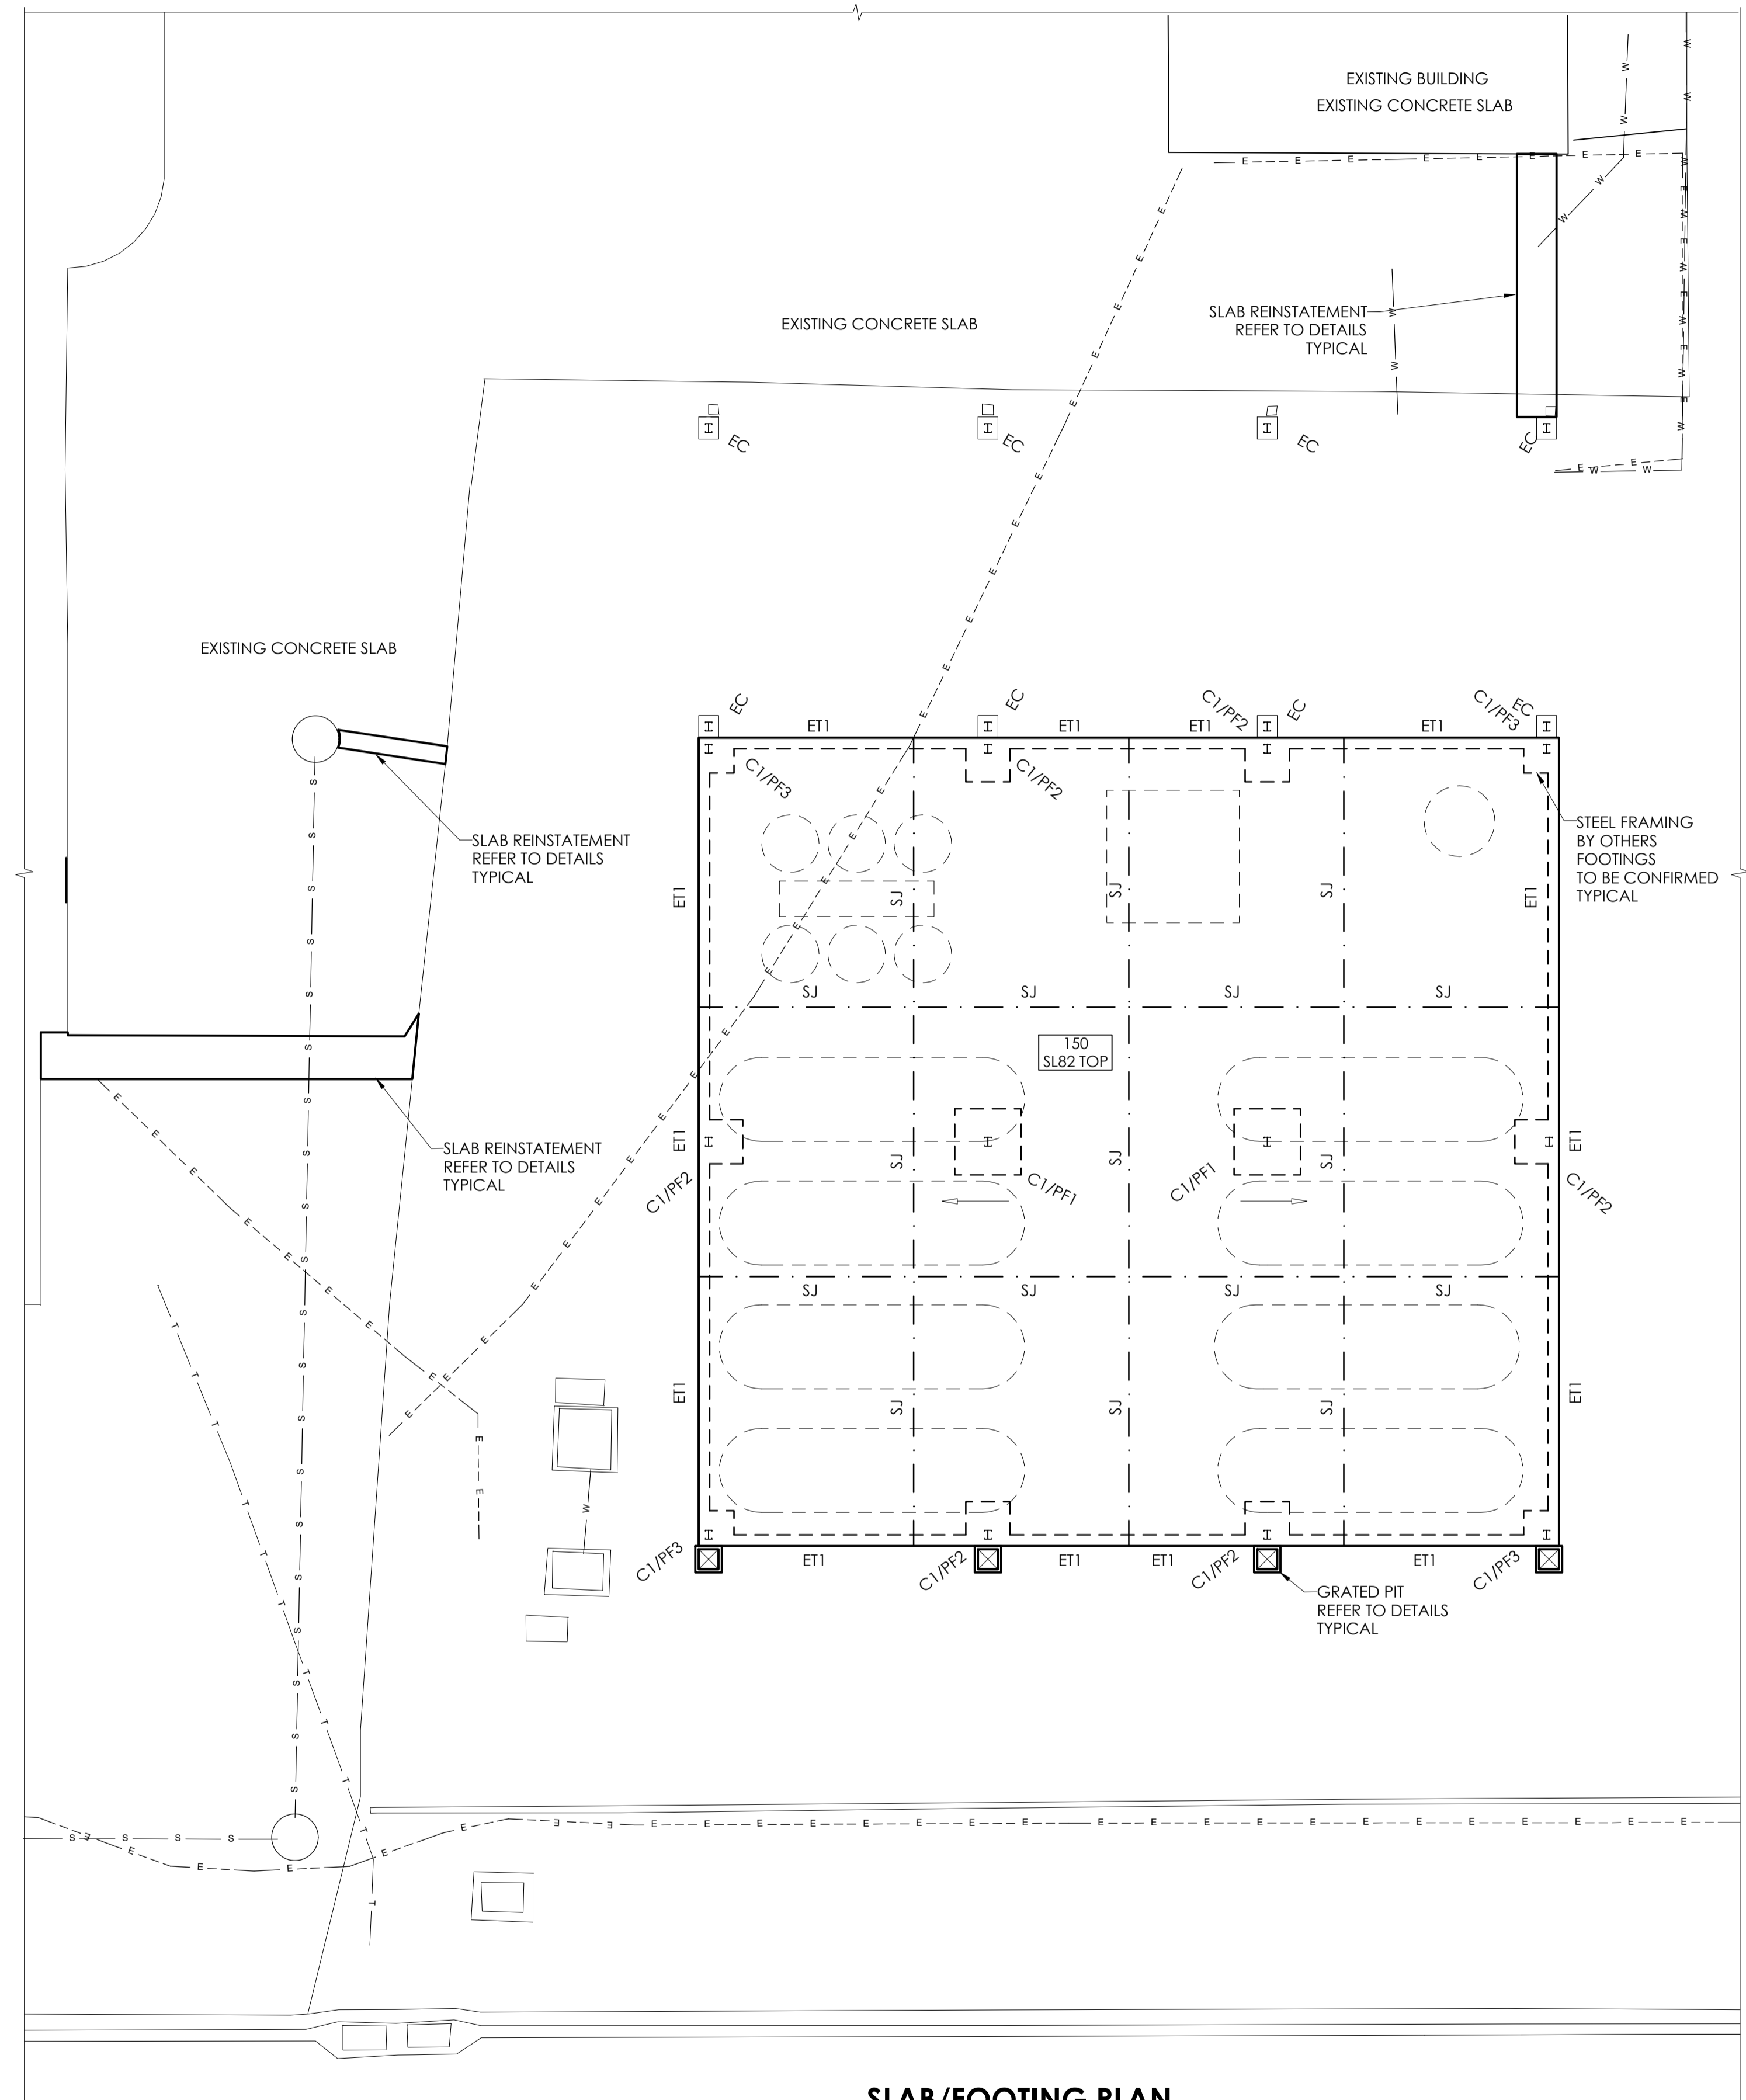 EXISTING BUILDING
EXISTING CONCRETE SLAB
W
W
W
W
W
W
E E E E E E E E
W
E
W
E
W
E
W
E
W
E
W
E
W
E E
W W
EXISTING CONCRETE SLAB
SLAB REINSTATEMENT
REFER TO DETAILS
TYPICAL
W
W
EC
EC
EC
EC
E E E E E E E E E E E
EXISTING CONCRETE SLAB
EC
EC
C1/PF2
EC
C1/PF3
EC
ET1
ET1
ET1
ET1
C1/PF3
C1/PF2
SLAB REINSTATEMENT
REFER TO DETAILS
TYPICAL
STEEL FRAMING
BY OTHERS
FOOTINGS
TO BE CONFIRMED
TYPICAL
ET1
SJ
SJ
SJ
ET1
SJ
SJ
SJ
SJ
150
SL82 TOP
SLAB REINSTATEMENT
REFER TO DETAILS
TYPICAL
ET1
SJ
SJ
SJ
ET1
C1/PF2
C1/PF1
C1/PF1
C1/PF2
SJ
SJ
SJ
SJ
ET1
SJ
SJ
SJ
ET1
C1/PF3
ET1
C1/PF2
ET1
ET1
C1/PF2
ET1
C1/PF3
W
GRATED PIT
REFER TO DETAILS
TYPICAL
S S S S S S S S S S S S S S S S S S S S
T T T T T T T T T T
S E S S S
E E E E E E E E E E E E E E E E E E E E E E E E E E E E
SLAB/FOOTING PLAN